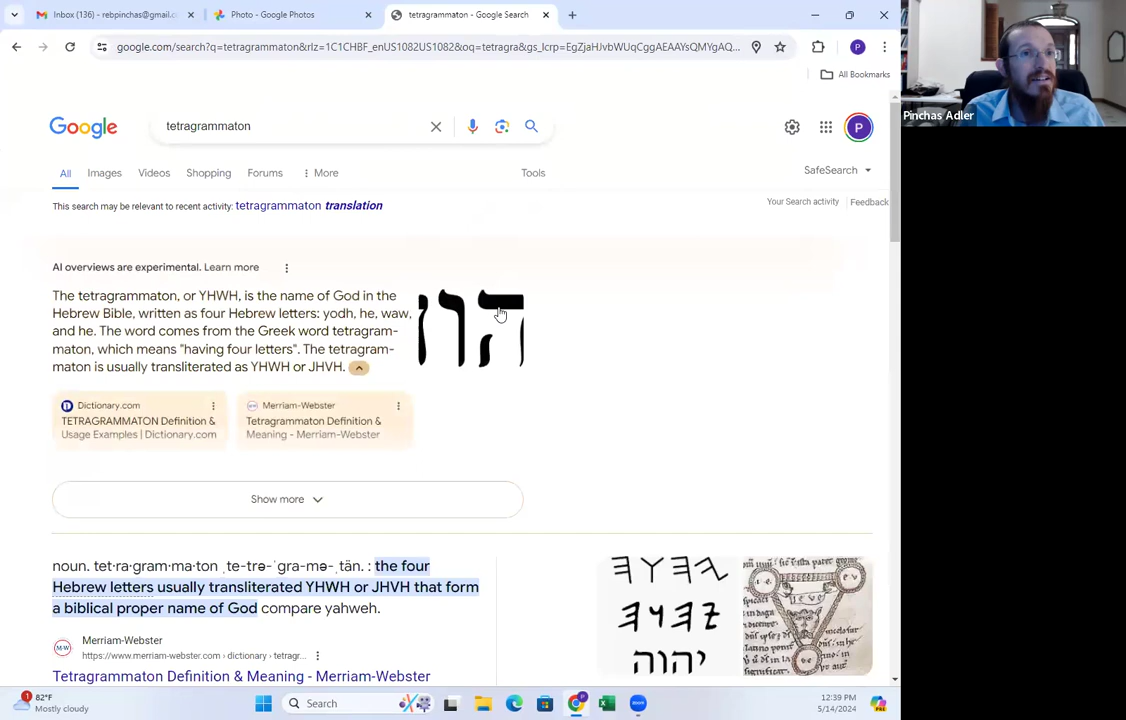 Inbox (136) - rebpinchas@gmail.c
Photo - Google Photos
tetragrammaton - Google Search
google.com/search?q=tetragrammaton&rlz=1C1CHBF_enUS1082US1082&oq=tetragra&gs_lcrp=EgZjaHJvbWUqCggAEAAYsQMYgAQ...
All Bookmarks
Pinchas Adler
Google
tetragrammaton
P
All Images Videos Shopping Forums More Tools
SafeSearch
This search may be relevant to recent activity: tetragrammaton translation
Your Search activity Feedback
AI overviews are experimental. Learn more
The tetragrammaton, or YHWH, is the name of God in the
Hebrew Bible, written as four Hebrew letters: yodh, he, waw,
and he. The word comes from the Greek word tetragram-
maton, which means "having four letters". The tetragram-
maton is usually transliterated as YHWH or JHVH.
Dictionary.com
TETRAGRAMMATON Definition &
Usage Examples | Dictionary.com
Merriam-Webster
Tetragrammaton Definition &
Meaning - Merriam-Webster
Show more
noun. tet·ra·gram·ma·ton ˌte-trə-ˈgra-mə-ˌtän. : the four
Hebrew letters usually transliterated YHWH or JHVH that form
a biblical proper name of God compare yahweh.
יהוה
Merriam-Webster
https://www.merriam-webster.com › dictionary › tetragr...
Tetragrammaton Definition & Meaning - Merriam-Webster
82°F
Mostly cloudy
Search
12:39 PM
5/14/2024